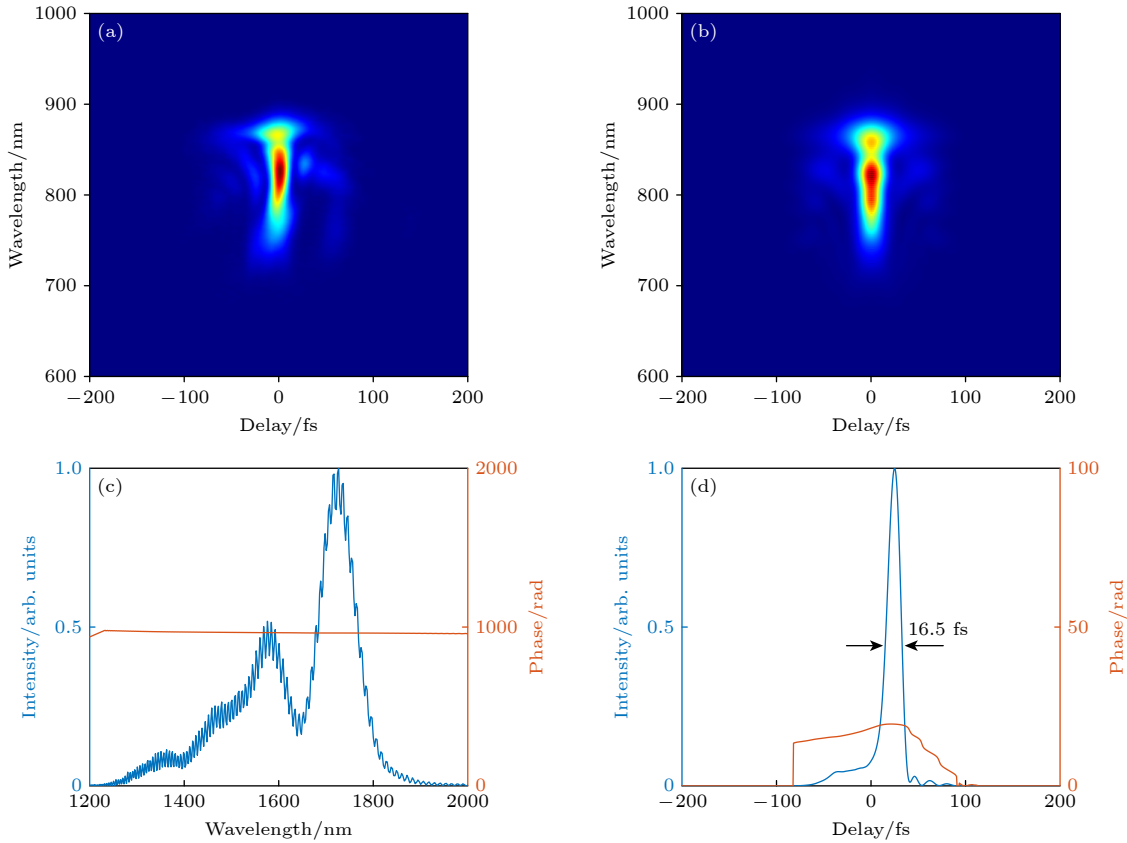 (a)
1000
900
800
700
600
Wavelength/nm
−200
−100
0
100
200
Delay/fs
(b)
1000
900
800
700
600
Wavelength/nm
−200
−100
0
100
200
Delay/fs
(c)
1.0
0.5
0
Intensity/arb. units
2000
1000
0
Phase/rad
1200
1400
1600
1800
2000
Wavelength/nm
(d)
1.0
0.5
0
Intensity/arb. units
16.5 fs
100
50
0
Phase/rad
−200
−100
0
100
200
Delay/fs